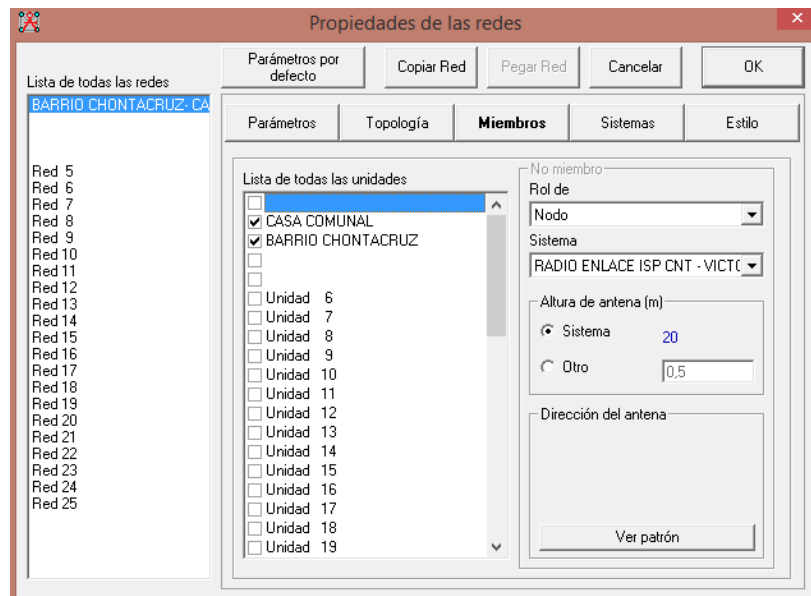 Propiedades de las redes
×
Parámetros por
defecto
Copiar Red
Pegar Red
Cancelar
OK
Lista de todas las redes
BARRIO CHONTACRUZ- CA
Red 5
Red 6
Red 7
Red 8
Red 9
Red 10
Red 11
Red 12
Red 13
Red 14
Red 15
Red 16
Red 17
Red 18
Red 19
Red 20
Red 21
Red 22
Red 23
Red 24
Red 25
Parámetros
Topología
Miembros
Sistemas
Estilo
Lista de todas las unidades
CASA COMUNAL
BARRIO CHONTACRUZ
Unidad 6
Unidad 7
Unidad 8
Unidad 9
Unidad 10
Unidad 11
Unidad 12
Unidad 13
Unidad 14
Unidad 15
Unidad 16
Unidad 17
Unidad 18
Unidad 19
No miembro
Rol de
Nodo
Sistema
RADIO ENLACE ISP CNT - VICT
Altura de antena (m)
Sistema 20
Otro 0,5
Dirección del antena
Ver patrón